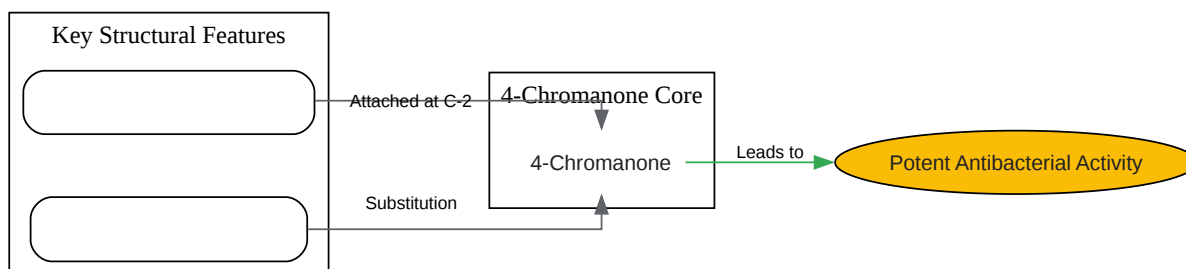 Key Structural Features
Attached at C-2
4-Chromanone Core
4-Chromanone
Leads to
Potent Antibacterial Activity
Substitution